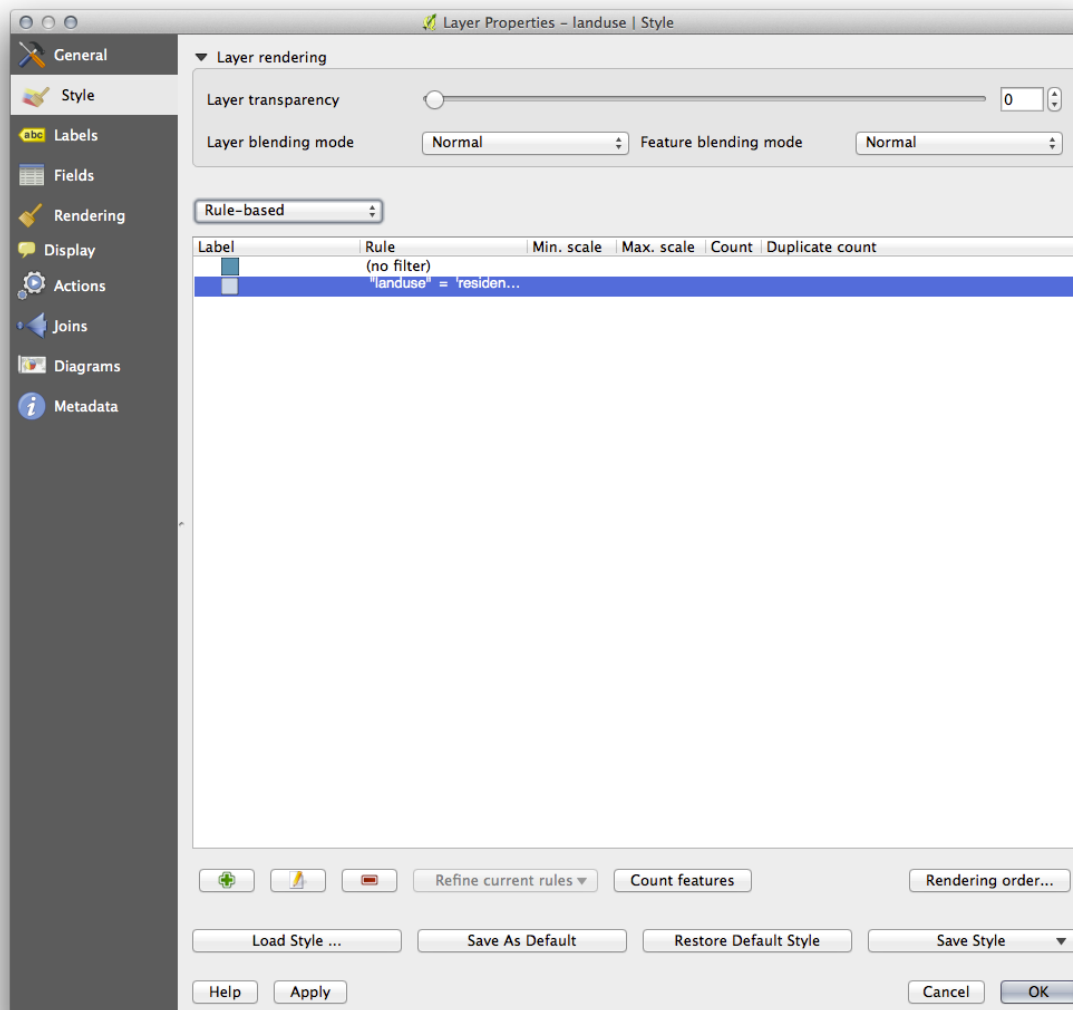 Layer Properties - landuse | Style
General
Style
abc Labels
Fields
Rendering
Display
Actions
Joins
Diagrams
i Metadata
Layer rendering
Layer transparency 0
Layer blending mode Normal Feature blending mode Normal
Rule-based
Label Rule Min. scale Max. scale Count Duplicate count
(no filter)
"landuse" = 'residen...
Refine current rules Count features Rendering order...
Load Style ... Save As Default Restore Default Style Save Style
Help Apply Cancel OK